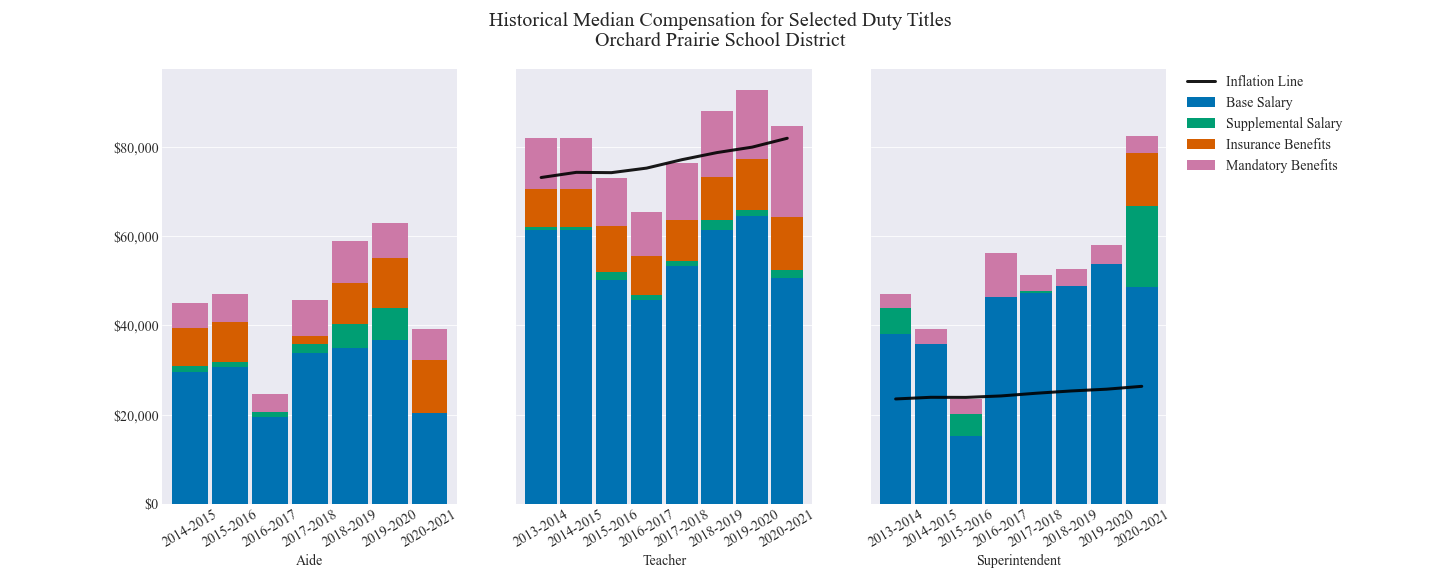 Historical Median Compensation for Selected Duty Titles
Orchard Prairie School District
$80,000
$60,000
$40,000
$20,000
$0
2014-2015
2015-2016
2016-2017
2017-2018
2018-2019
2019-2020
2020-2021
Aide
2013-2014
2014-2015
2015-2016
2016-2017
2017-2018
2018-2019
2019-2020
2020-2021
Teacher
2013-2014
2014-2015
2015-2016
2016-2017
2017-2018
2018-2019
2019-2020
2020-2021
Superintendent
Inflation Line
Base Salary
Supplemental Salary
Insurance Benefits
Mandatory Benefits